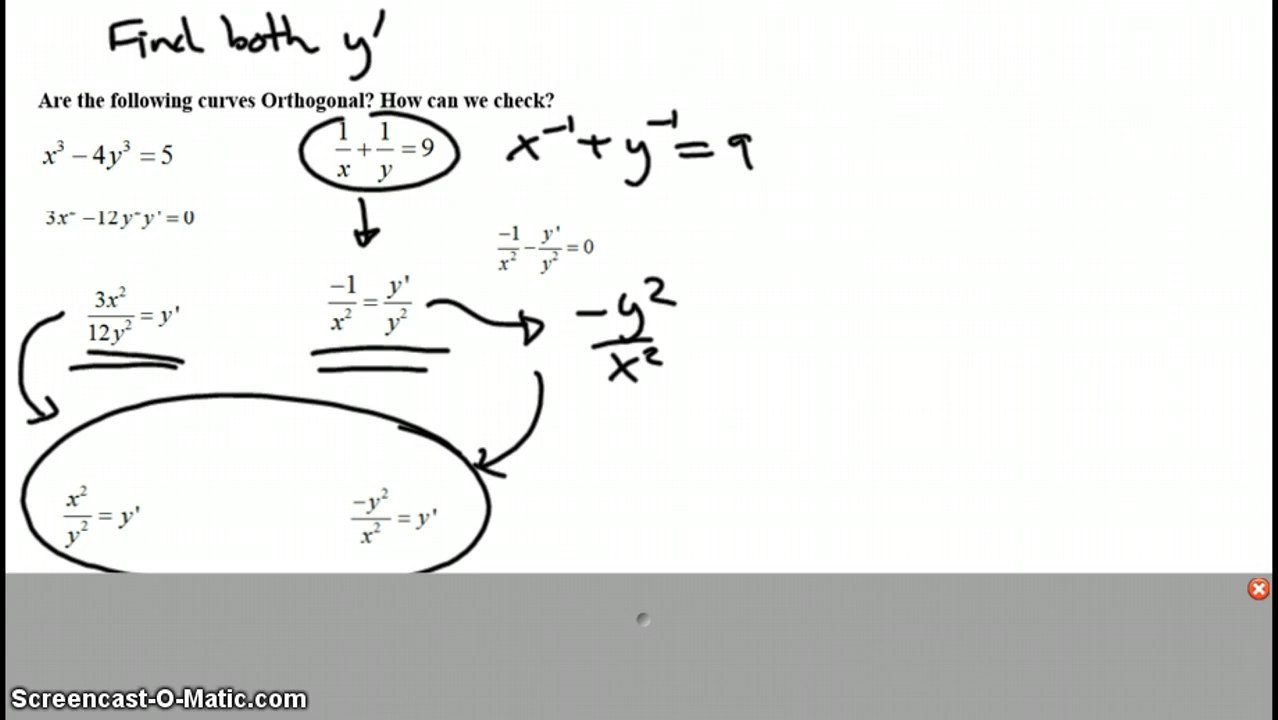 Find both y'
Are the following curves Orthogonal? How can we check?
x³ − 4y³ = 5
1/x + 1/y = 9
x⁻¹ + y⁻¹ = 9
−12y y' = 0
−1/x² − y'/y² = 0
3x²/12y² = y'
−1/x² = y'/y²
−y²/x²
x²/y² = y'
−y²/x² = y'
Screencast-O-Matic.com